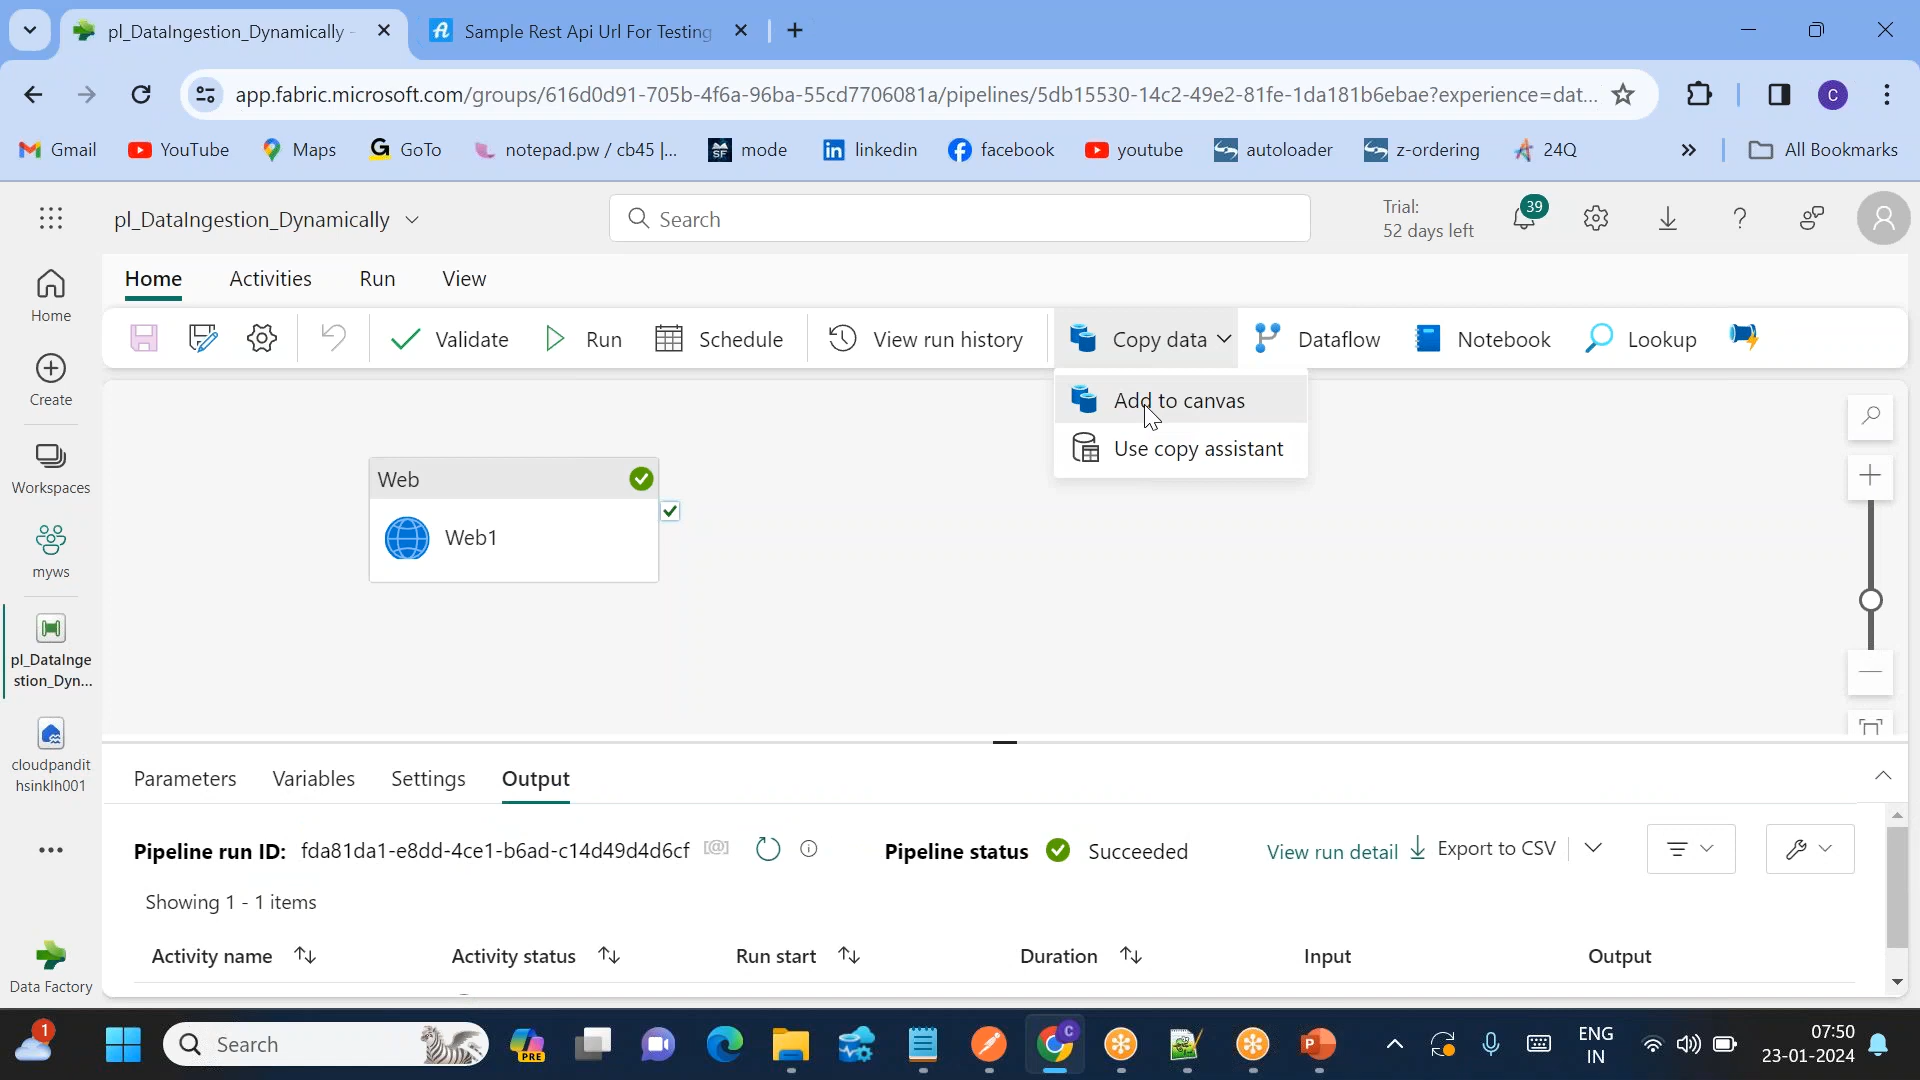 pl_DataIngestion_Dynamically -
Sample Rest Api Url For Testing
app.fabric.microsoft.com/groups/616d0d91-705b-4f6a-96ba-55cd7706081a/pipelines/5db15530-14c2-49e2-81fe-1da181b6ebae?experience=dat...
C
Gmail
YouTube
Maps
GoTo
notepad.pw / cb45 |...
mode
linkedin
facebook
youtube
autoloader
z-ordering
24Q
All Bookmarks
pl_DataIngestion_Dynamically
Search
Trial:
52 days left
39
Home
Activities
Run
View
Validate
Run
Schedule
View run history
Copy data
Dataflow
Notebook
Lookup
Add to canvas
Use copy assistant
Home
Create
Workspaces
myws
pl_DataInge
stion_Dyn...
cloudpandit
hsinklh001
Data Factory
Web
Web1
Parameters
Variables
Settings
Output
Pipeline run ID: fda81da1-e8dd-4ce1-b6ad-c14d49d4d6cf
Pipeline status Succeeded
View run detail
Export to CSV
Showing 1 - 1 items
Activity name
Activity status
Run start
Duration
Input
Output
1
Search
PRE
C
P
ENG
IN
07:50
23-01-2024